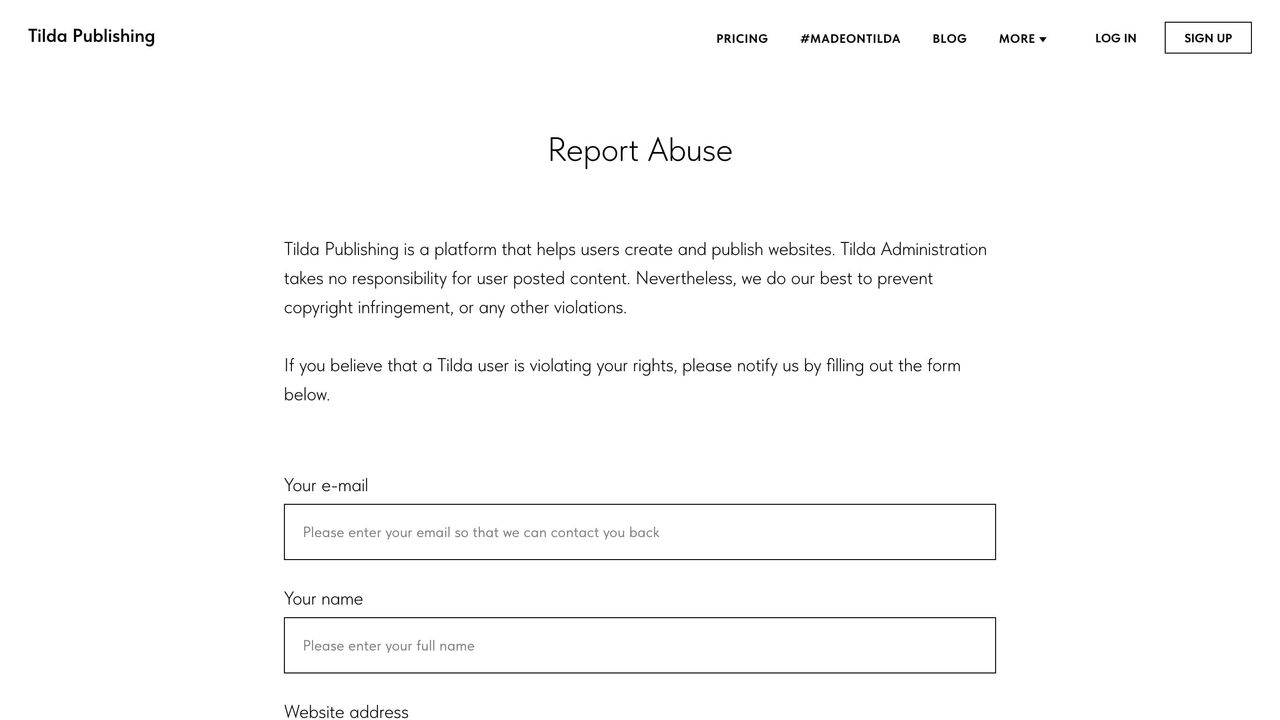 Tilda Publishing
PRICING #MADEONTILDA BLOG MORE LOG IN SIGN UP
Report Abuse
Tilda Publishing is a platform that helps users create and publish websites. Tilda Administration
takes no responsibility for user posted content. Nevertheless, we do our best to prevent
copyright infringement, or any other violations.
If you believe that a Tilda user is violating your rights, please notify us by filling out the form
below.
Your e-mail
Please enter your email so that we can contact you back
Your name
Please enter your full name
Website address